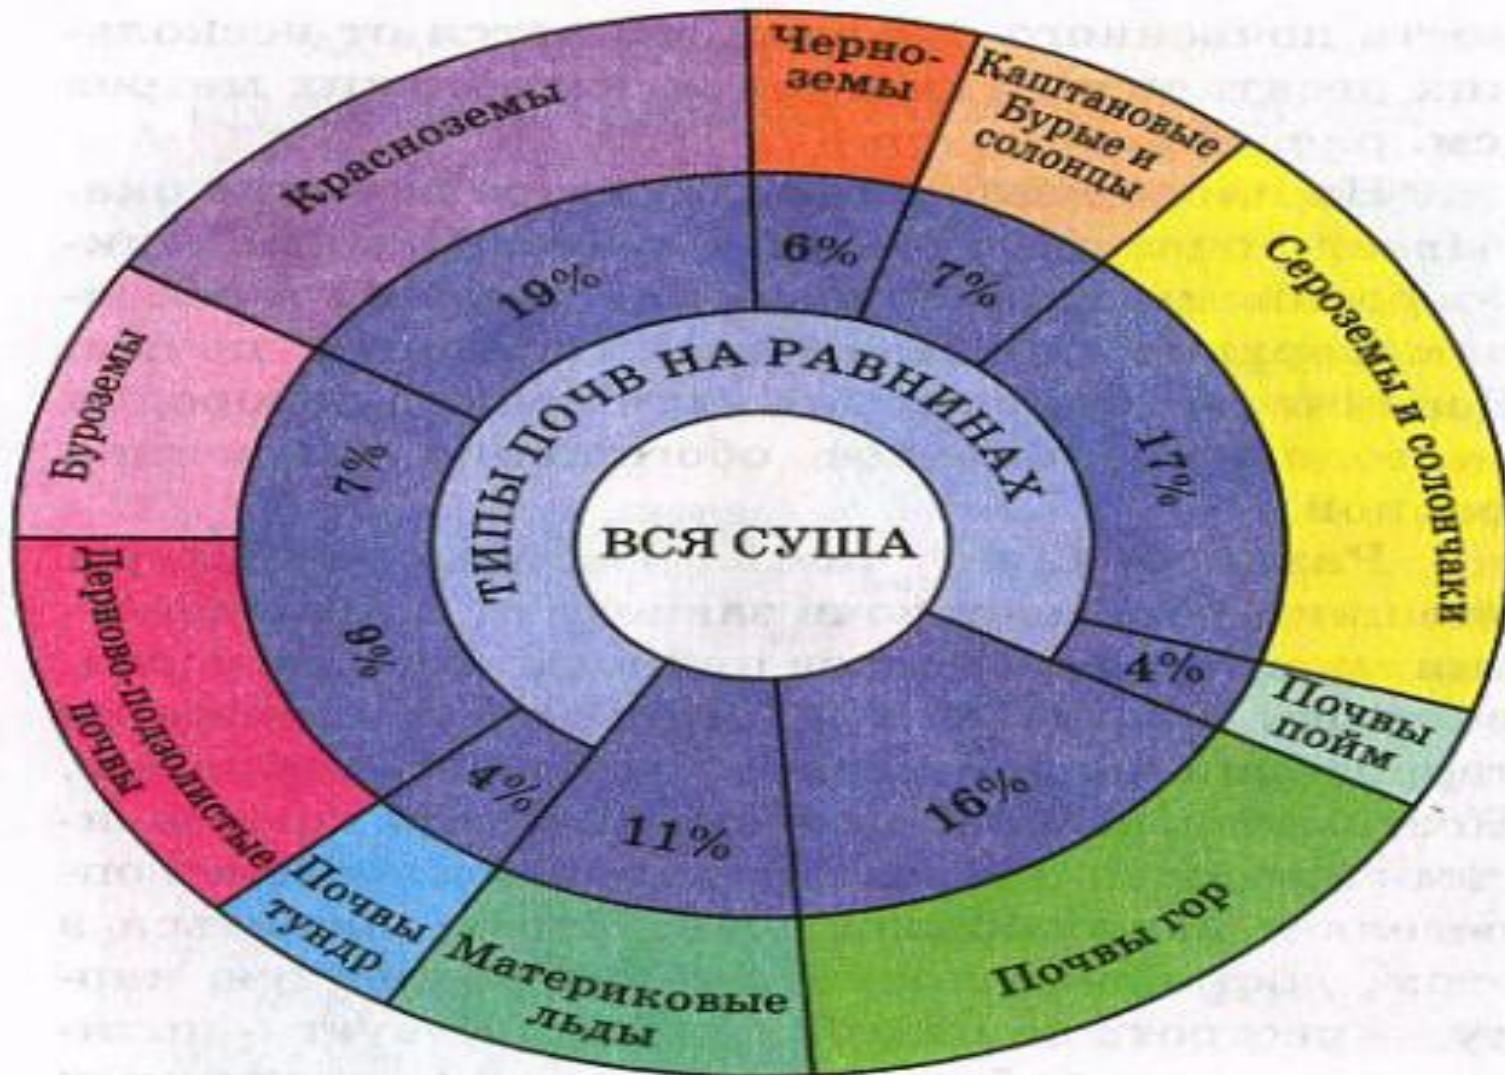 ВСЯ СУША
ТИПЫ ПОЧВ НА РАВНИНАХ
Черно-
земы
6%
Каштановые
Бурые и
солонцы
7%
Сероземы и солончаки
17%
Почвы
пойм
4%
Почвы гор
16%
Материковые
льды
11%
Почвы
тундр
4%
Дерново-подзолистые
почвы
9%
Буроземы
7%
Красноземы
19%